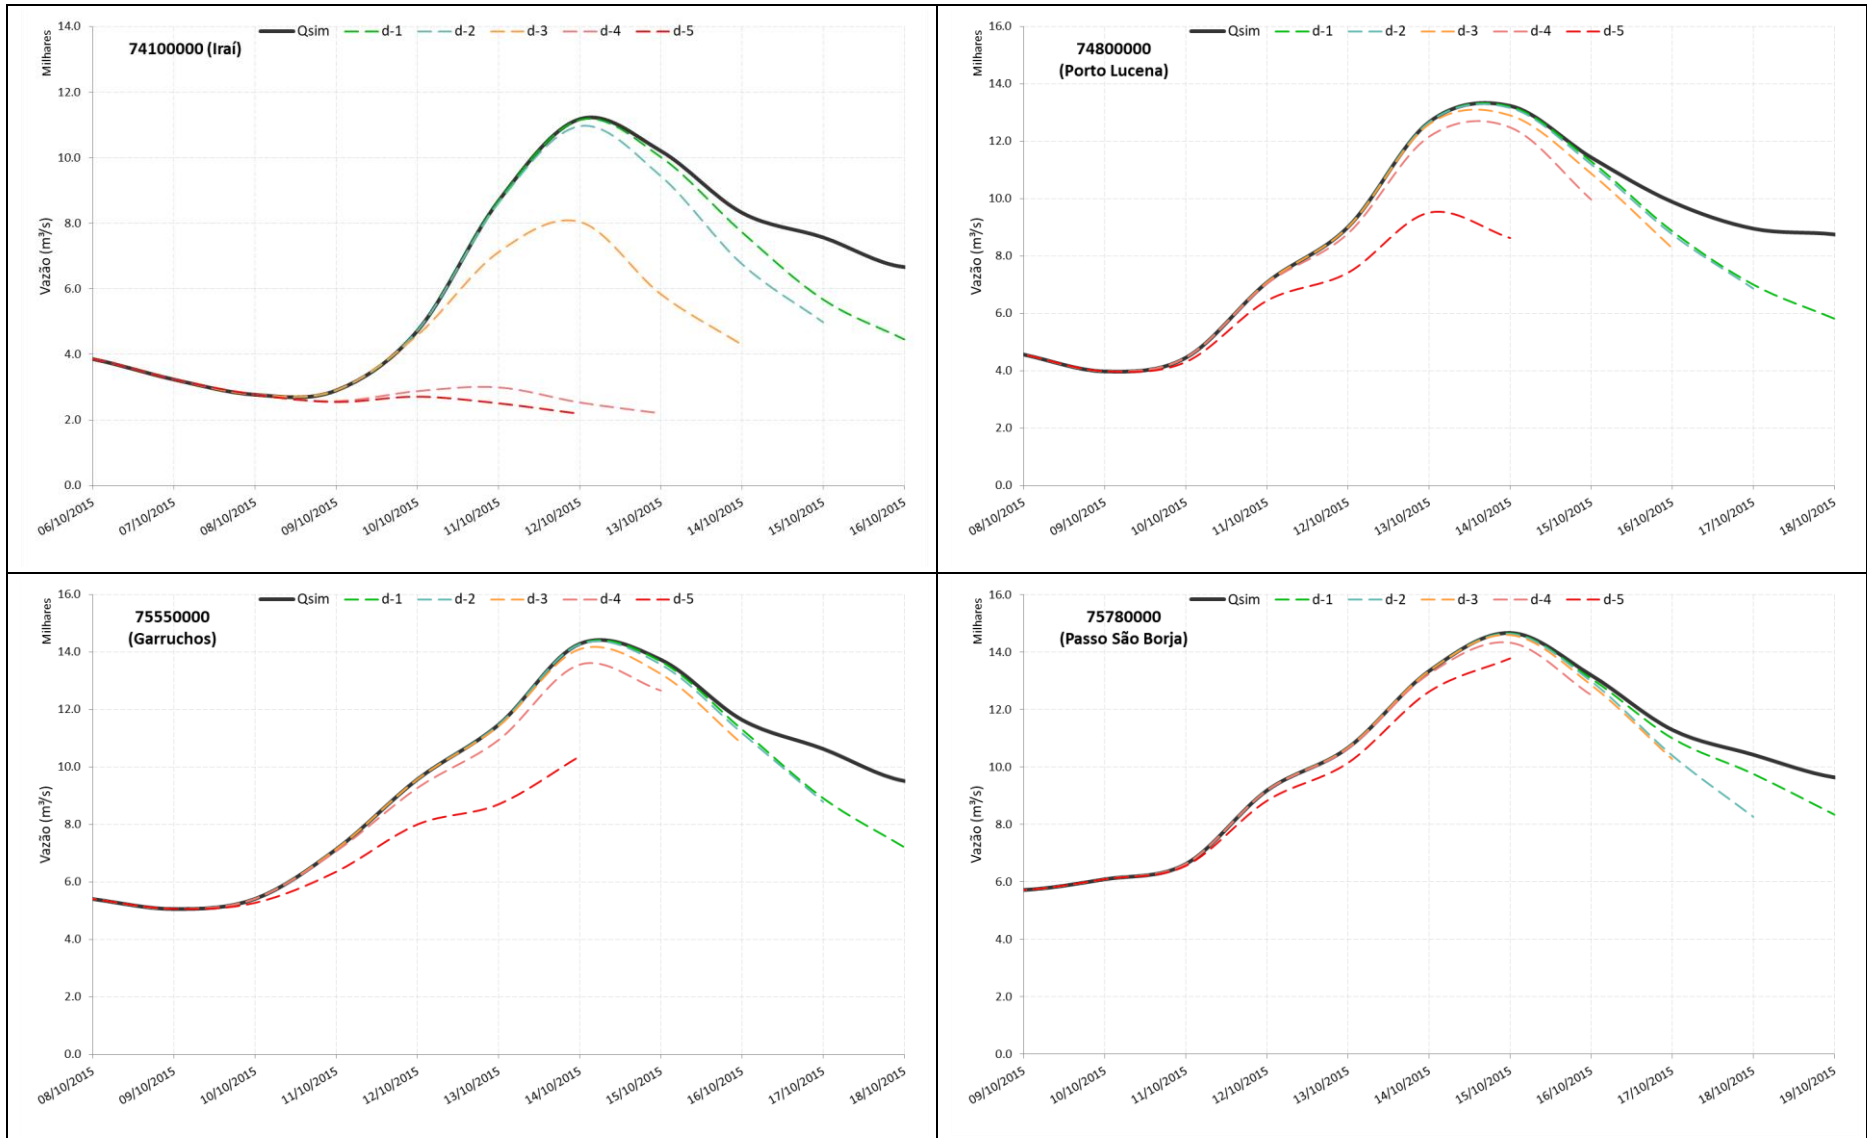 74100000 (Iraí)
Qsim d-1 d-2 d-3 d-4 d-5
Milhares
Vazão (m³/s)
14.0
12.0
10.0
8.0
6.0
4.0
2.0
0.0
06/10/2015 07/10/2015 08/10/2015 09/10/2015 10/10/2015 11/10/2015 12/10/2015 13/10/2015 14/10/2015 15/10/2015 16/10/2015
74800000
(Porto Lucena)
Qsim d-1 d-2 d-3 d-4 d-5
Milhares
Vazão (m³/s)
16.0
14.0
12.0
10.0
8.0
6.0
4.0
2.0
0.0
08/10/2015 09/10/2015 10/10/2015 11/10/2015 12/10/2015 13/10/2015 14/10/2015 15/10/2015 16/10/2015 17/10/2015 18/10/2015
75550000
(Garruchos)
Qsim d-1 d-2 d-3 d-4 d-5
Milhares
Vazão (m³/s)
16.0
14.0
12.0
10.0
8.0
6.0
4.0
2.0
0.0
08/10/2015 09/10/2015 10/10/2015 11/10/2015 12/10/2015 13/10/2015 14/10/2015 15/10/2015 16/10/2015 17/10/2015 18/10/2015
75780000
(Passo São Borja)
Qsim d-1 d-2 d-3 d-4 d-5
Milhares
Vazão (m³/s)
16.0
14.0
12.0
10.0
8.0
6.0
4.0
2.0
0.0
09/10/2015 10/10/2015 11/10/2015 12/10/2015 13/10/2015 14/10/2015 15/10/2015 16/10/2015 17/10/2015 18/10/2015 19/10/2015